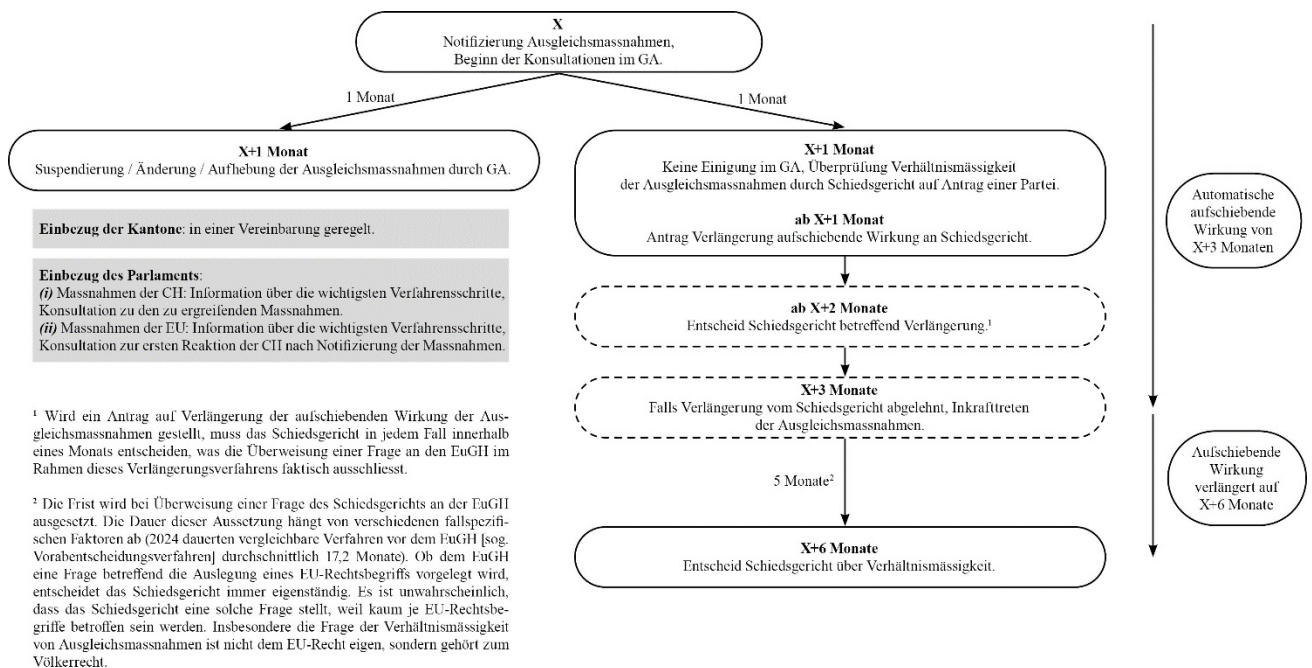 X
Notifizierung Ausgleichsmassnahmen,
Beginn der Konsultationen im GA.
1 Monat
1 Monat
X+1 Monat
Suspendierung / Änderung / Aufhebung der Ausgleichsmassnahmen durch GA.
X+1 Monat
Keine Einigung im GA, Überprüfung Verhältnismässigkeit
der Ausgleichsmassnahmen durch Schiedsgericht auf Antrag einer Partei.
ab X+1 Monat
Antrag Verlängerung aufschiebende Wirkung an Schiedsgericht.
Automatische
aufschiebende
Wirkung von
X+3 Monaten
Einbezug der Kantone: in einer Vereinbarung geregelt.
Einbezug des Parlaments:
(i) Massnahmen der CH: Information über die wichtigsten Verfahrensschritte,
Konsultation zu den zu ergreifenden Massnahmen.
(ii) Massnahmen der EU: Information über die wichtigsten Verfahrensschritte,
Konsultation zur ersten Reaktion der CH nach Notifizierung der Massnahmen.
ab X+2 Monate
Entscheid Schiedsgericht betreffend Verlängerung.¹
X+3 Monate
Falls Verlängerung vom Schiedsgericht abgelehnt, Inkrafttreten
der Ausgleichsmassnahmen.
5 Monate²
Aufschiebende
Wirkung
verlängert auf
X+6 Monate
X+6 Monate
Entscheid Schiedsgericht über Verhältnismässigkeit.
¹ Wird ein Antrag auf Verlängerung der aufschiebenden Wirkung der Aus-
gleichsmassnahmen gestellt, muss das Schiedsgericht in jedem Fall innerhalb
eines Monats entscheiden, was die Überweisung einer Frage an den EuGH im
Rahmen dieses Verlängerungsverfahrens faktisch ausschliesst.
² Die Frist wird bei Überweisung einer Frage des Schiedsgerichts an der EuGH
ausgesetzt. Die Dauer dieser Aussetzung hängt von verschiedenen fallspezifi-
schen Faktoren ab (2024 dauerten vergleichbare Verfahren vor dem EuGH [sog.
Vorabentscheidungsverfahren] durchschnittlich 17,2 Monate). Ob dem EuGH
eine Frage betreffend die Auslegung eines EU-Rechtsbegriffs vorgelegt wird,
entscheidet das Schiedsgericht immer eigenständig. Es ist unwahrscheinlich,
dass das Schiedsgericht eine solche Frage stellt, weil kaum je EU-Rechtsbe-
griffe betroffen sein werden. Insbesondere die Frage der Verhältnismässigkeit
von Ausgleichsmassnahmen ist nicht dem EU-Recht eigen, sondern gehört zum
Völkerrecht.